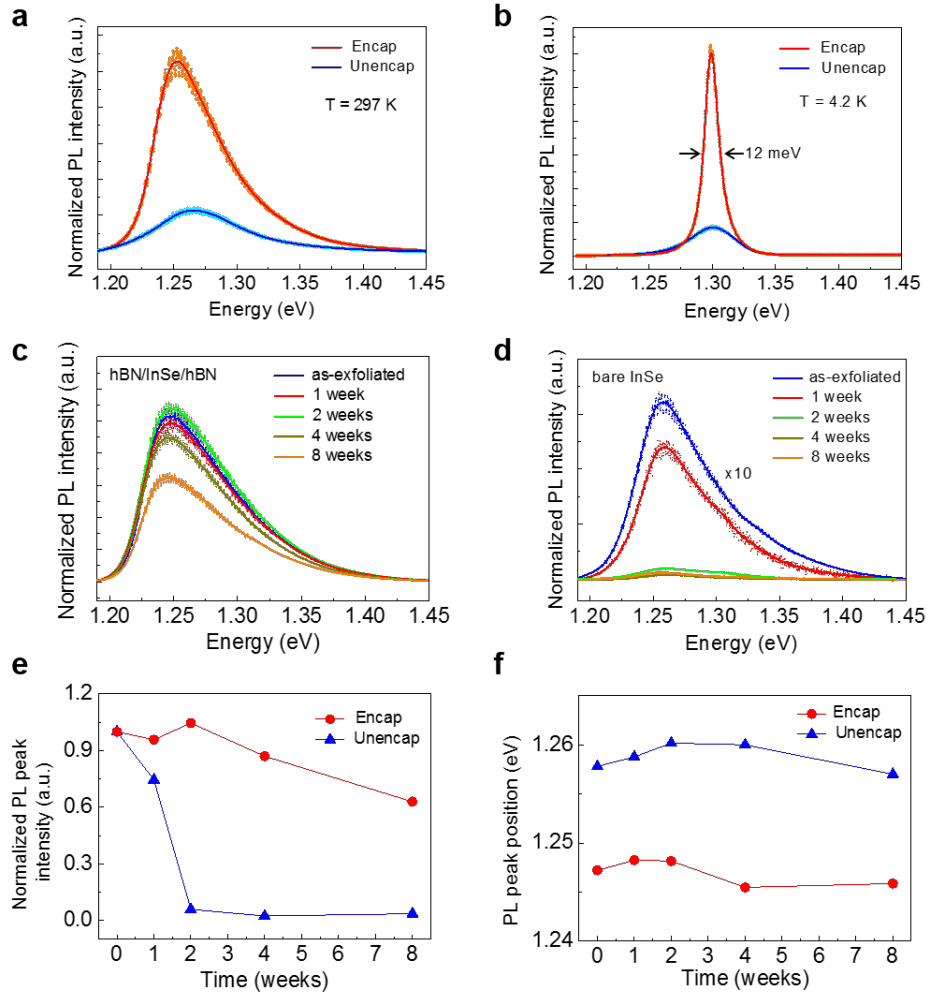 a
Normalized PL intensity (a.u.)
Encap
Unencap
T = 297 K
1.20 1.25 1.30 1.35 1.40 1.45
Energy (eV)
b
Normalized PL intensity (a.u.)
Encap
Unencap
T = 4.2 K
12 meV
1.20 1.25 1.30 1.35 1.40 1.45
Energy (eV)
c
Normalized PL intensity (a.u.)
hBN/InSe/hBN
as-exfoliated
1 week
2 weeks
4 weeks
8 weeks
1.20 1.25 1.30 1.35 1.40 1.45
Energy (eV)
d
Normalized PL intensity (a.u.)
bare InSe
as-exfoliated
1 week
2 weeks
4 weeks
8 weeks
x10
1.20 1.25 1.30 1.35 1.40 1.45
Energy (eV)
e
Normalized PL peak
intensity (a.u.)
1.2
0.9
0.6
0.3
0.0
Encap
Unencap
0 1 2 3 4 5 6 7 8
Time (weeks)
f
PL peak position (eV)
1.26
1.25
1.24
Encap
Unencap
0 1 2 3 4 5 6 7 8
Time (weeks)